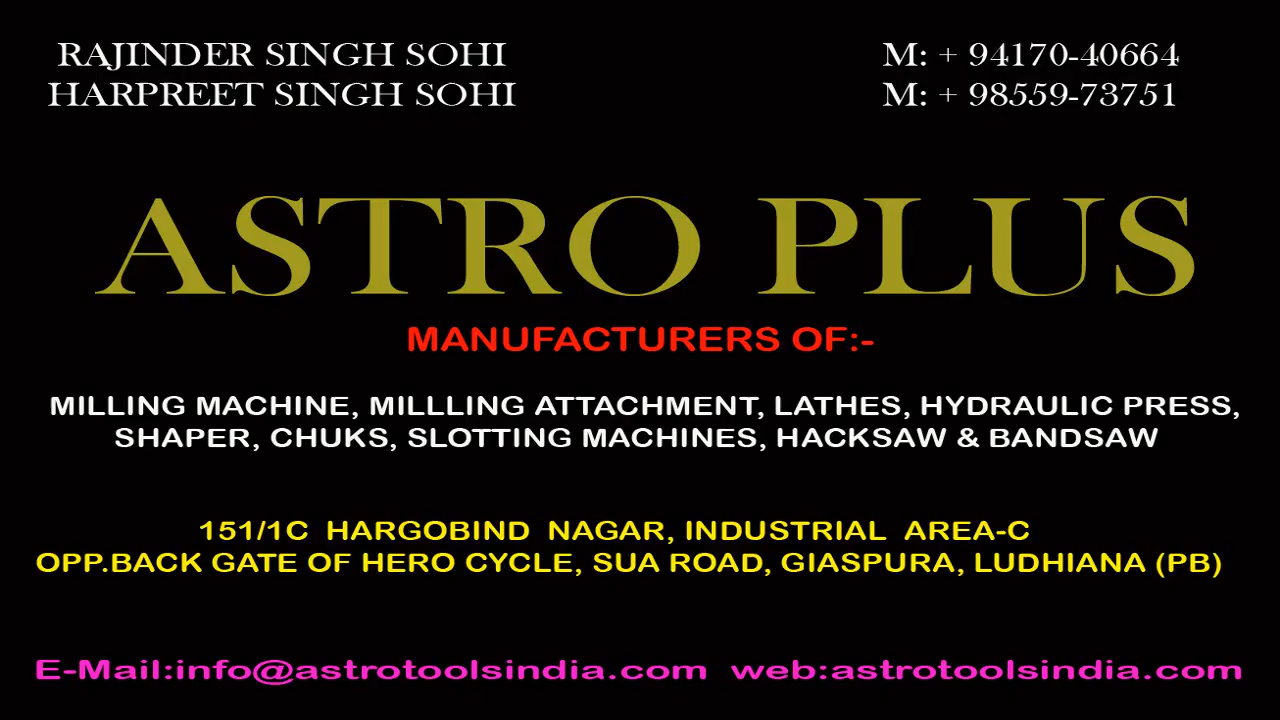 RAJINDER SINGH SOHI M: + 94170-40664
HARPREET SINGH SOHI M: + 98559-73751
ASTRO PLUS
MANUFACTURERS OF:-
MILLING MACHINE, MILLLING ATTACHMENT, LATHES, HYDRAULIC PRESS,
SHAPER, CHUKS, SLOTTING MACHINES, HACKSAW & BANDSAW
151/1C HARGOBIND NAGAR, INDUSTRIAL AREA-C
OPP.BACK GATE OF HERO CYCLE, SUA ROAD, GIASPURA, LUDHIANA (PB)
E-Mail:info@astrotoolsindia.com web:astrotoolsindia.com